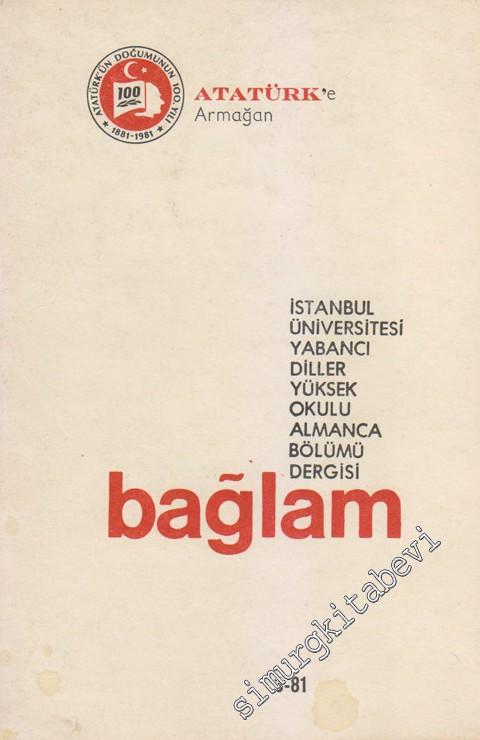 ATATÜRK'ÜN DOĞUMUNUN 100. YILI
100
★ 1881-1981 ★
ATATÜRK'e
Armağan
İSTANBUL
ÜNİVERSİTESİ
YABANCI
DİLLER
YÜKSEK
OKULU
ALMANCA
BÖLÜMÜ
DERGİSİ
bağlam
-81
simurgkitabevi